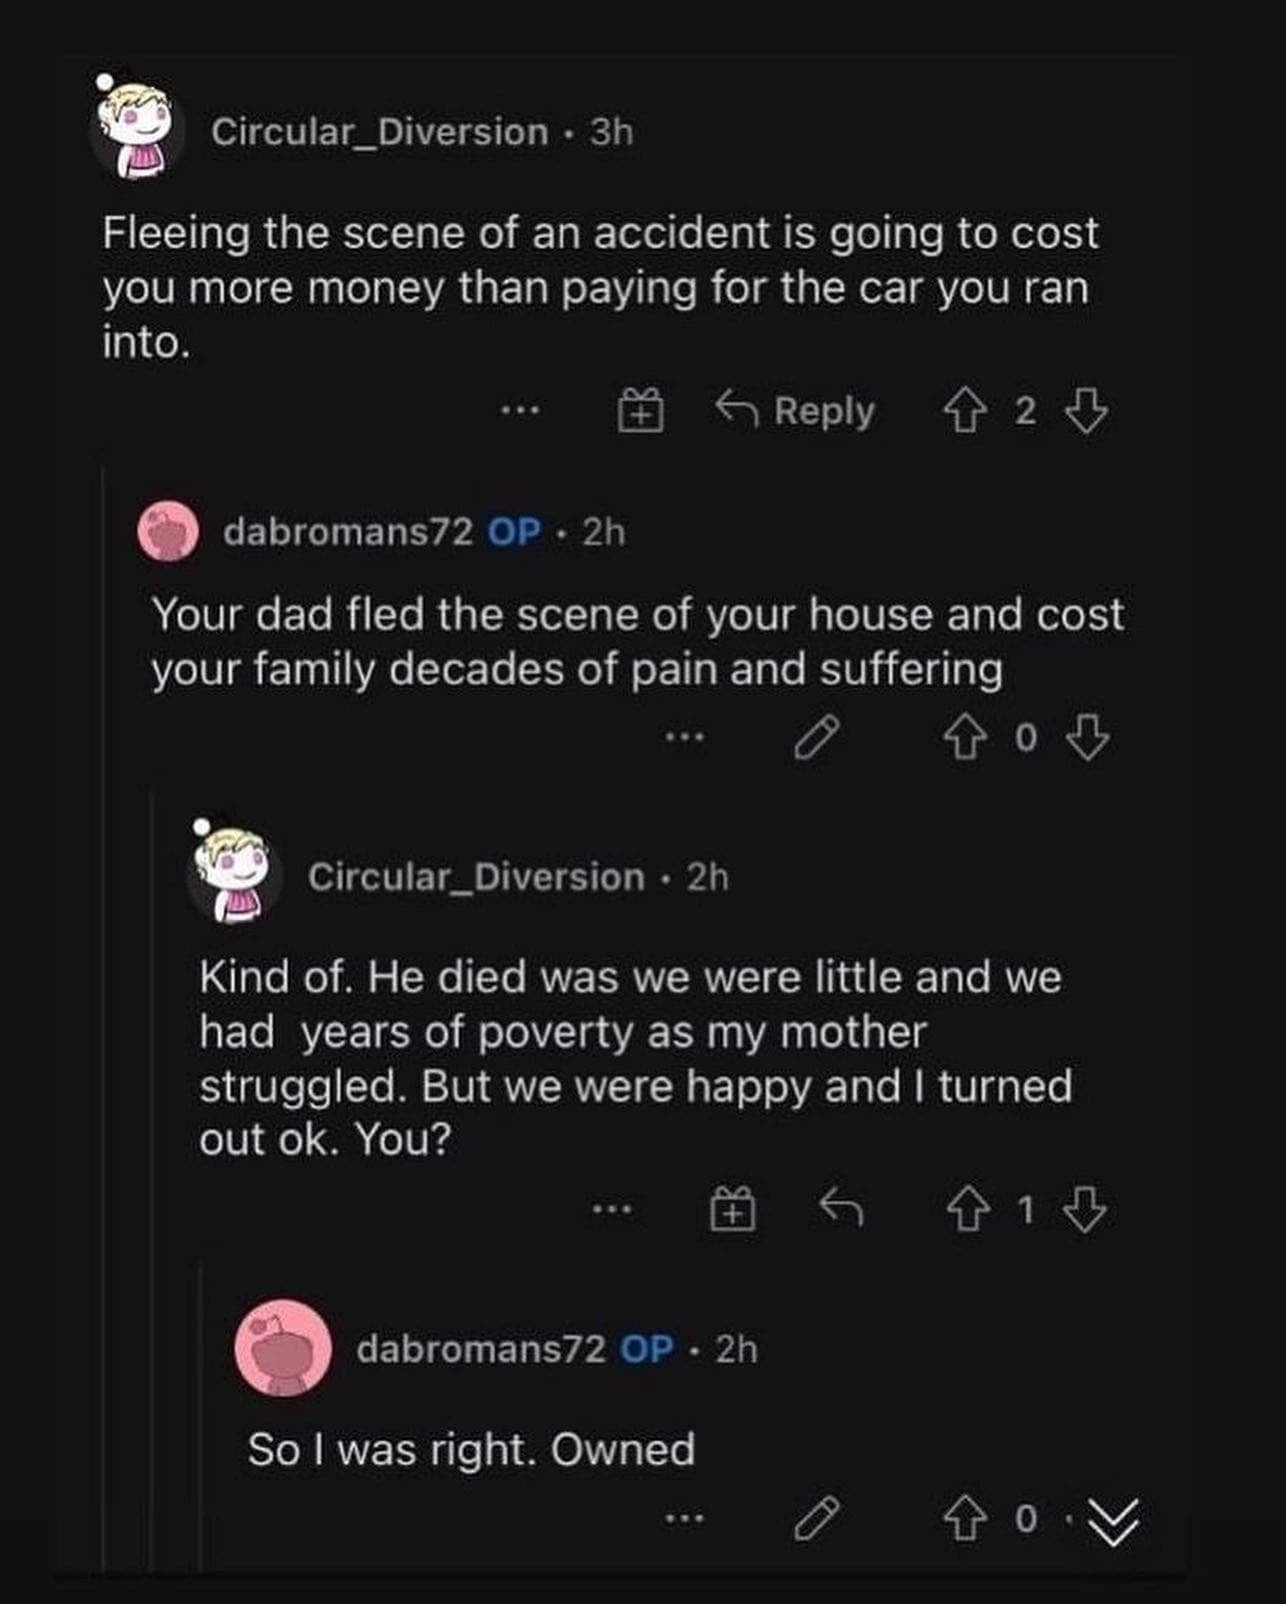 Circular_Diversion · 3h
Fleeing the scene of an accident is going to cost
you more money than paying for the car you ran
into.
... Reply 2
dabromans72 OP · 2h
Your dad fled the scene of your house and cost
your family decades of pain and suffering
... 0
Circular_Diversion · 2h
Kind of. He died was we were little and we
had  years of poverty as my mother
struggled. But we were happy and I turned
out ok. You?
... 1
dabromans72 OP · 2h
So I was right. Owned
... 0